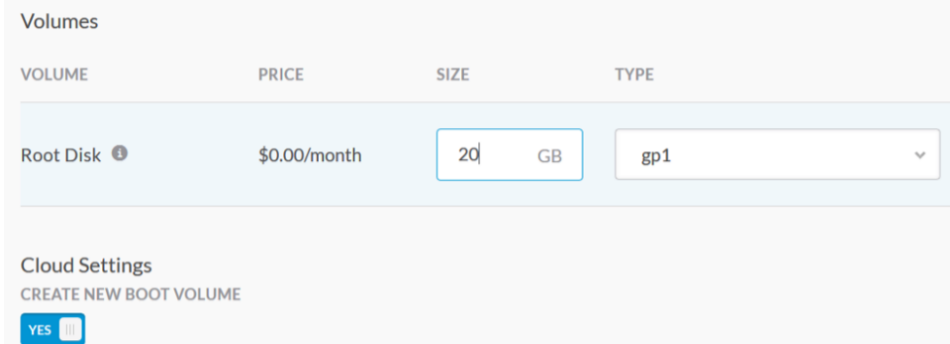 Volumes
VOLUME PRICE SIZE TYPE
Root Disk $0.00/month 20 GB gp1
Cloud Settings
CREATE NEW BOOT VOLUME
YES